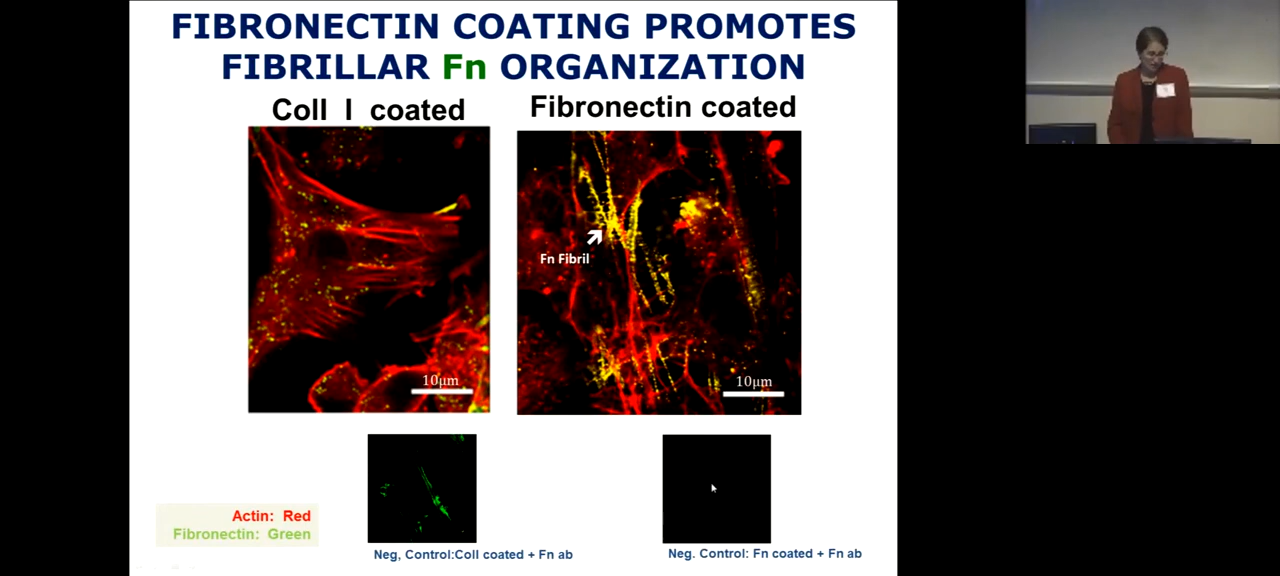 FIBRONECTIN COATING PROMOTES
FIBRILLAR Fn ORGANIZATION
Coll I coated
Fibronectin coated
Fn Fibril
10μm
10μm
Actin: Red
Fibronectin: Green
Neg, Control:Coll coated + Fn ab
Neg. Control: Fn coated + Fn ab